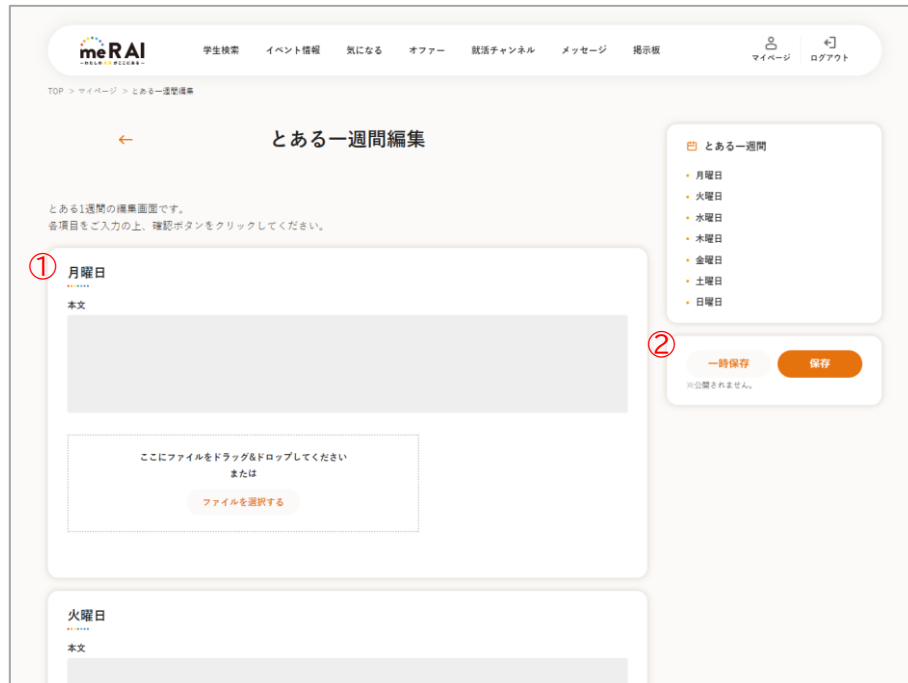 meRAI
学生検索 イベント情報 気になる オファー 就活チャンネル メッセージ 掲示板
マイページ ログアウト
TOP > マイページ > とある一週間編集
← とある一週間編集
とある1週間の編集画面です。
各項目をご入力の上、確認ボタンをクリックしてください。
①
月曜日
本文
ここにファイルをドラッグ&ドロップしてください
または
ファイルを選択する
火曜日
本文
とある一週間
・月曜日
・火曜日
・水曜日
・木曜日
・金曜日
・土曜日
・日曜日
②
一時保存 保存
※公開されません。